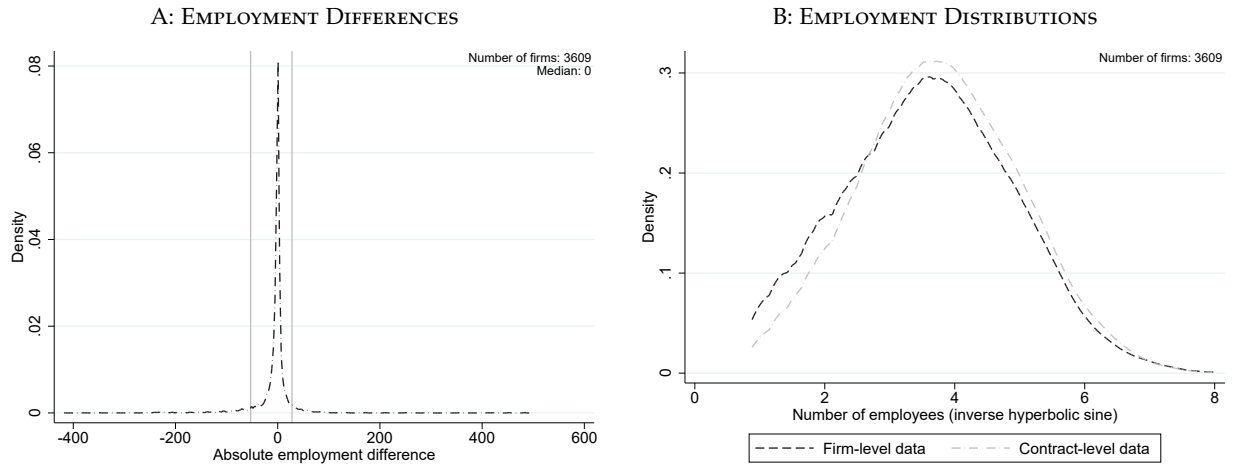 A: EMPLOYMENT DIFFERENCES
Number of firms: 3609
Median: 0
Density
.08
.06
.04
.02
0
-400 -200 0 200 400 600
Absolute employment difference
B: EMPLOYMENT DISTRIBUTIONS
Number of firms: 3609
Density
.3
.2
.1
0
0 2 4 6 8
Number of employees (inverse hyperbolic sine)
Firm-level data Contract-level data